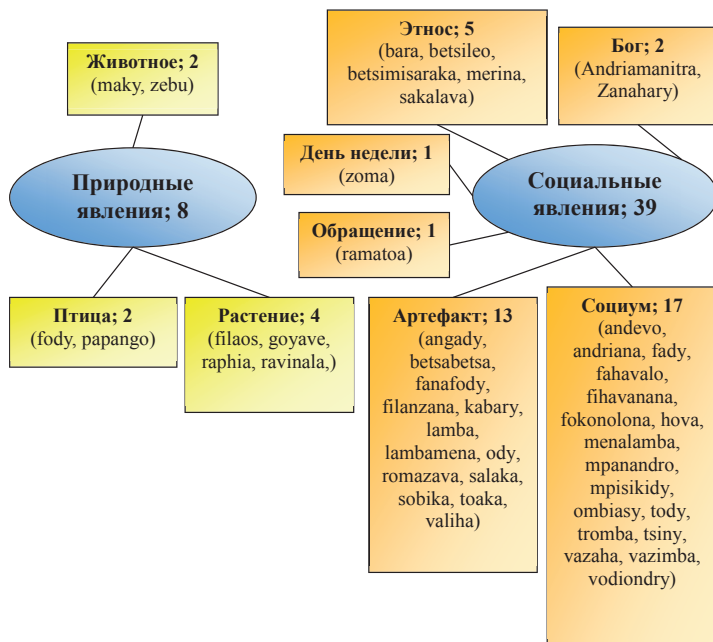 Животное; 2
(maky, zebu)
Природные
явления; 8
Птица; 2
(fody, papango)
Растение; 4
(filaos, goyave,
raphia, ravinala,)
Этнос; 5
(bara, betsileo,
betsimisaraka, merina,
sakalava)
Бог; 2
(Andriamanitra,
Zanahary)
День недели; 1
(zoma)
Социальные
явления; 39
Обращение; 1
(ramatoa)
Артефакт; 13
(angady,
betsabetsa,
fanafody,
filanzana, kabary,
lamba,
lambamena, ody,
romazava, salaka,
sobika, toaka,
valiha)
Социум; 17
(andevo,
andriana, fady,
fahavalo,
fihavanana,
fokonolona, hova,
menalamba,
mpanandro,
mpisikidy,
ombiasy, tody,
tromba, tsiny,
vazaha, vazimba,
vodiondry)